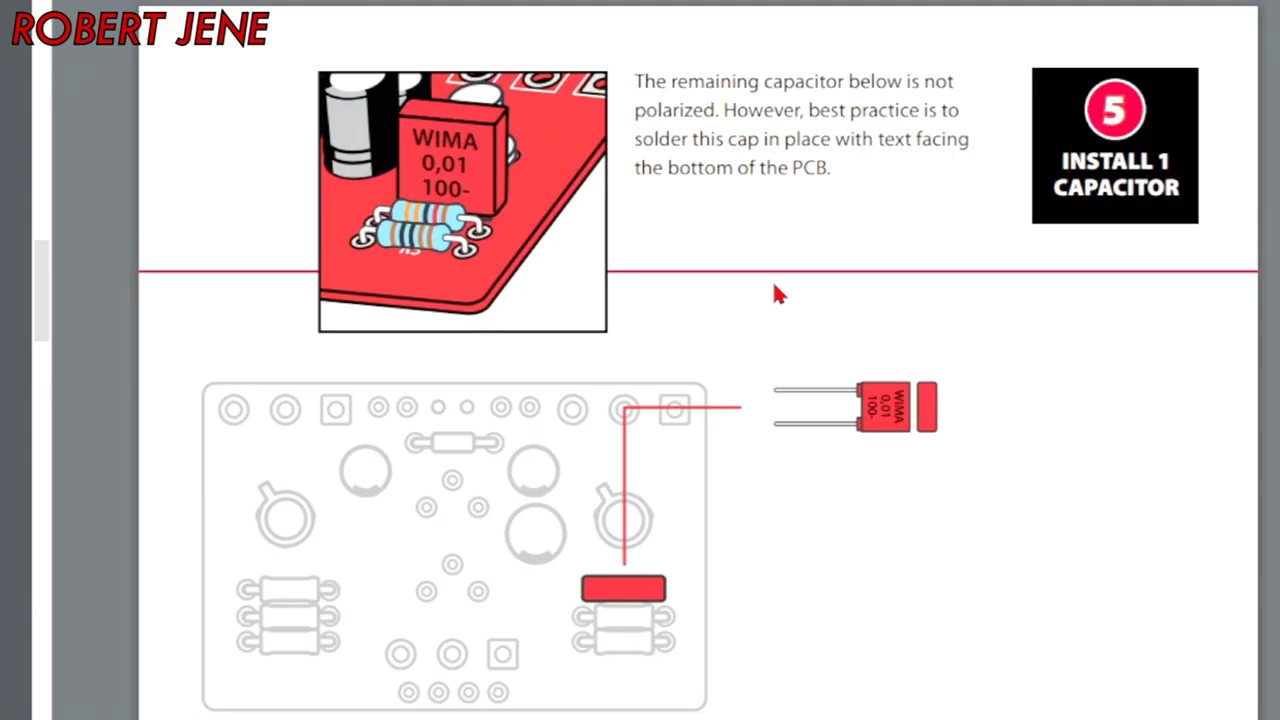 ROBERT JENE
The remaining capacitor below is not
polarized. However, best practice is to
solder this cap in place with text facing
the bottom of the PCB.
5
INSTALL 1
CAPACITOR
WIMA
0,01
100-
WIMA
0,01
100-